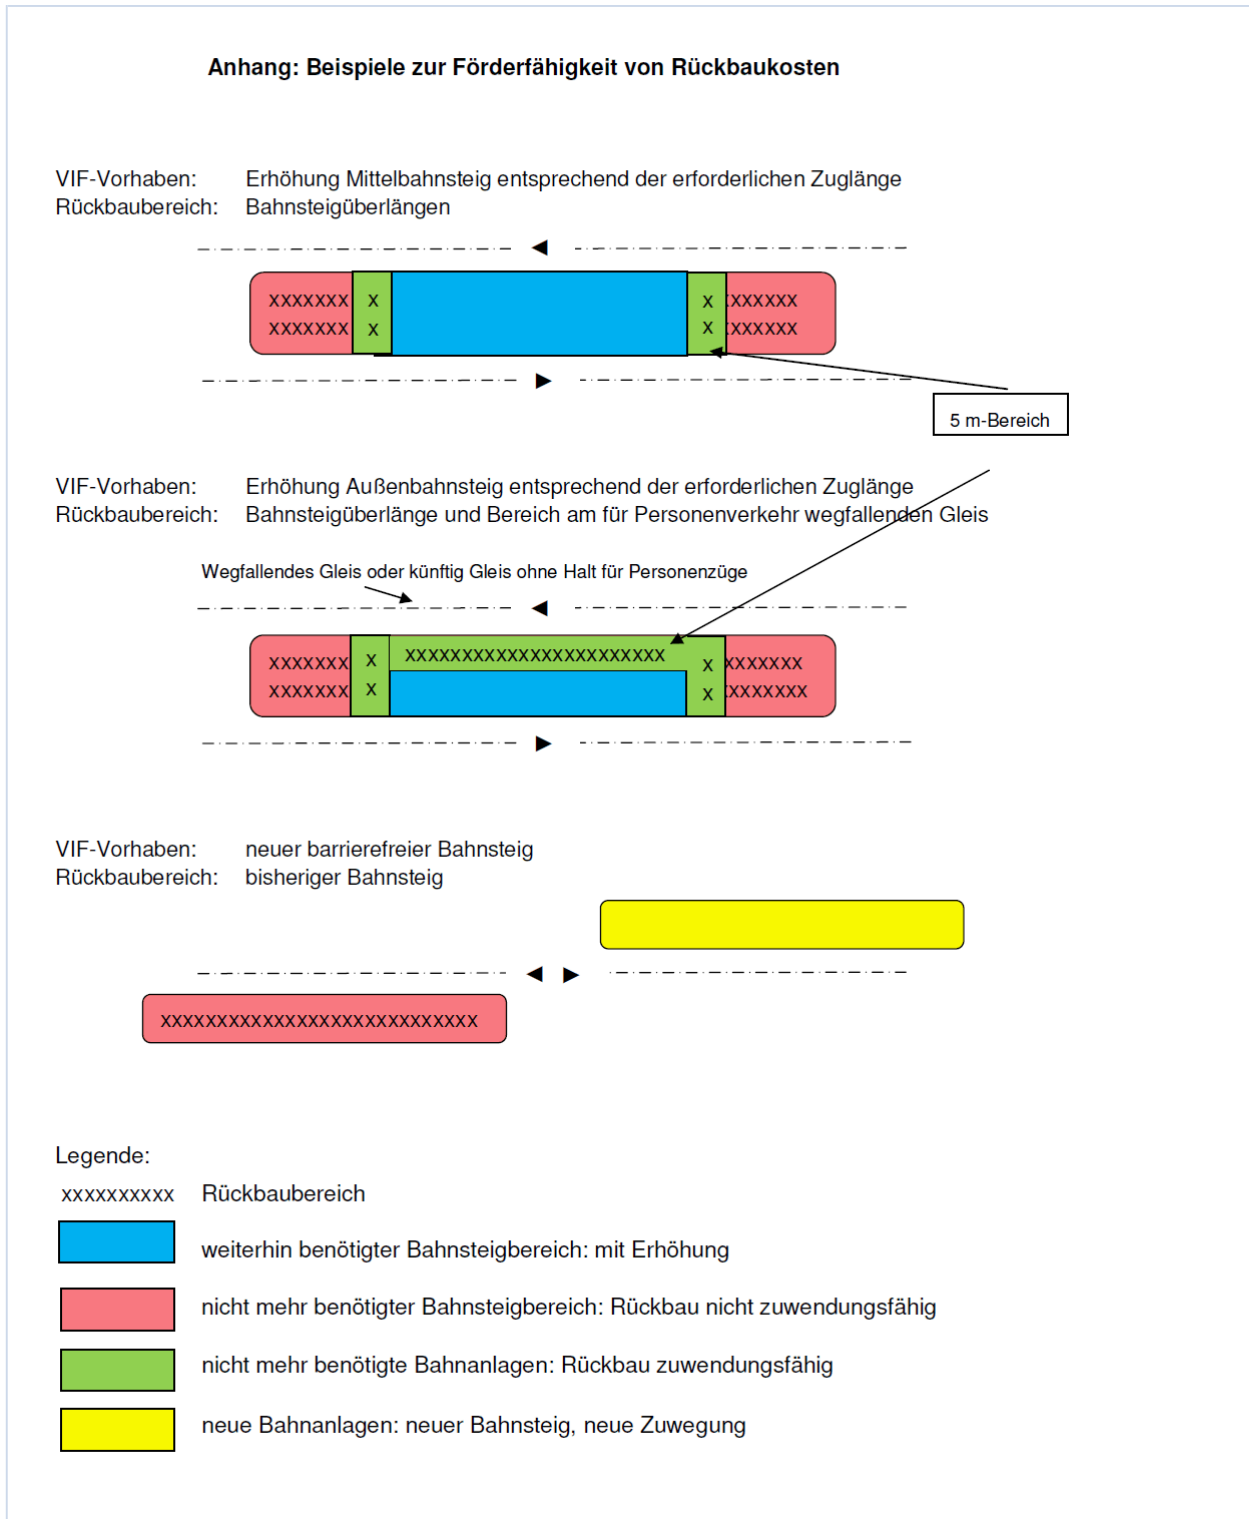 Anhang: Beispiele zur Förderfähigkeit von Rückbaukosten
VIF-Vorhaben: Erhöhung Mittelbahnsteig entsprechend der erforderlichen Zuglänge
Rückbaubereich: Bahnsteigüberlängen
xxxxxxx x x xxxxxx
xxxxxxx x x xxxxxx
5 m-Bereich
VIF-Vorhaben: Erhöhung Außenbahnsteig entsprechend der erforderlichen Zuglänge
Rückbaubereich: Bahnsteigüberlänge und Bereich am für Personenverkehr wegfallenden Gleis
Wegfallendes Gleis oder künftig Gleis ohne Halt für Personenzüge
xxxxxxx x xxxxxxxxxxxxxxxxxxxxxxx x xxxxxxx
xxxxxxx x x xxxxxxx
VIF-Vorhaben: neuer barrierefreier Bahnsteig
Rückbaubereich: bisheriger Bahnsteig
xxxxxxxxxxxxxxxxxxxxxxxxxxxx
Legende:
xxxxxxxxxx Rückbaubereich
weiterhin benötigter Bahnsteigbereich: mit Erhöhung
nicht mehr benötigter Bahnsteigbereich: Rückbau nicht zuwendungsfähig
nicht mehr benötigte Bahnanlagen: Rückbau zuwendungsfähig
neue Bahnanlagen: neuer Bahnsteig, neue Zuwegung